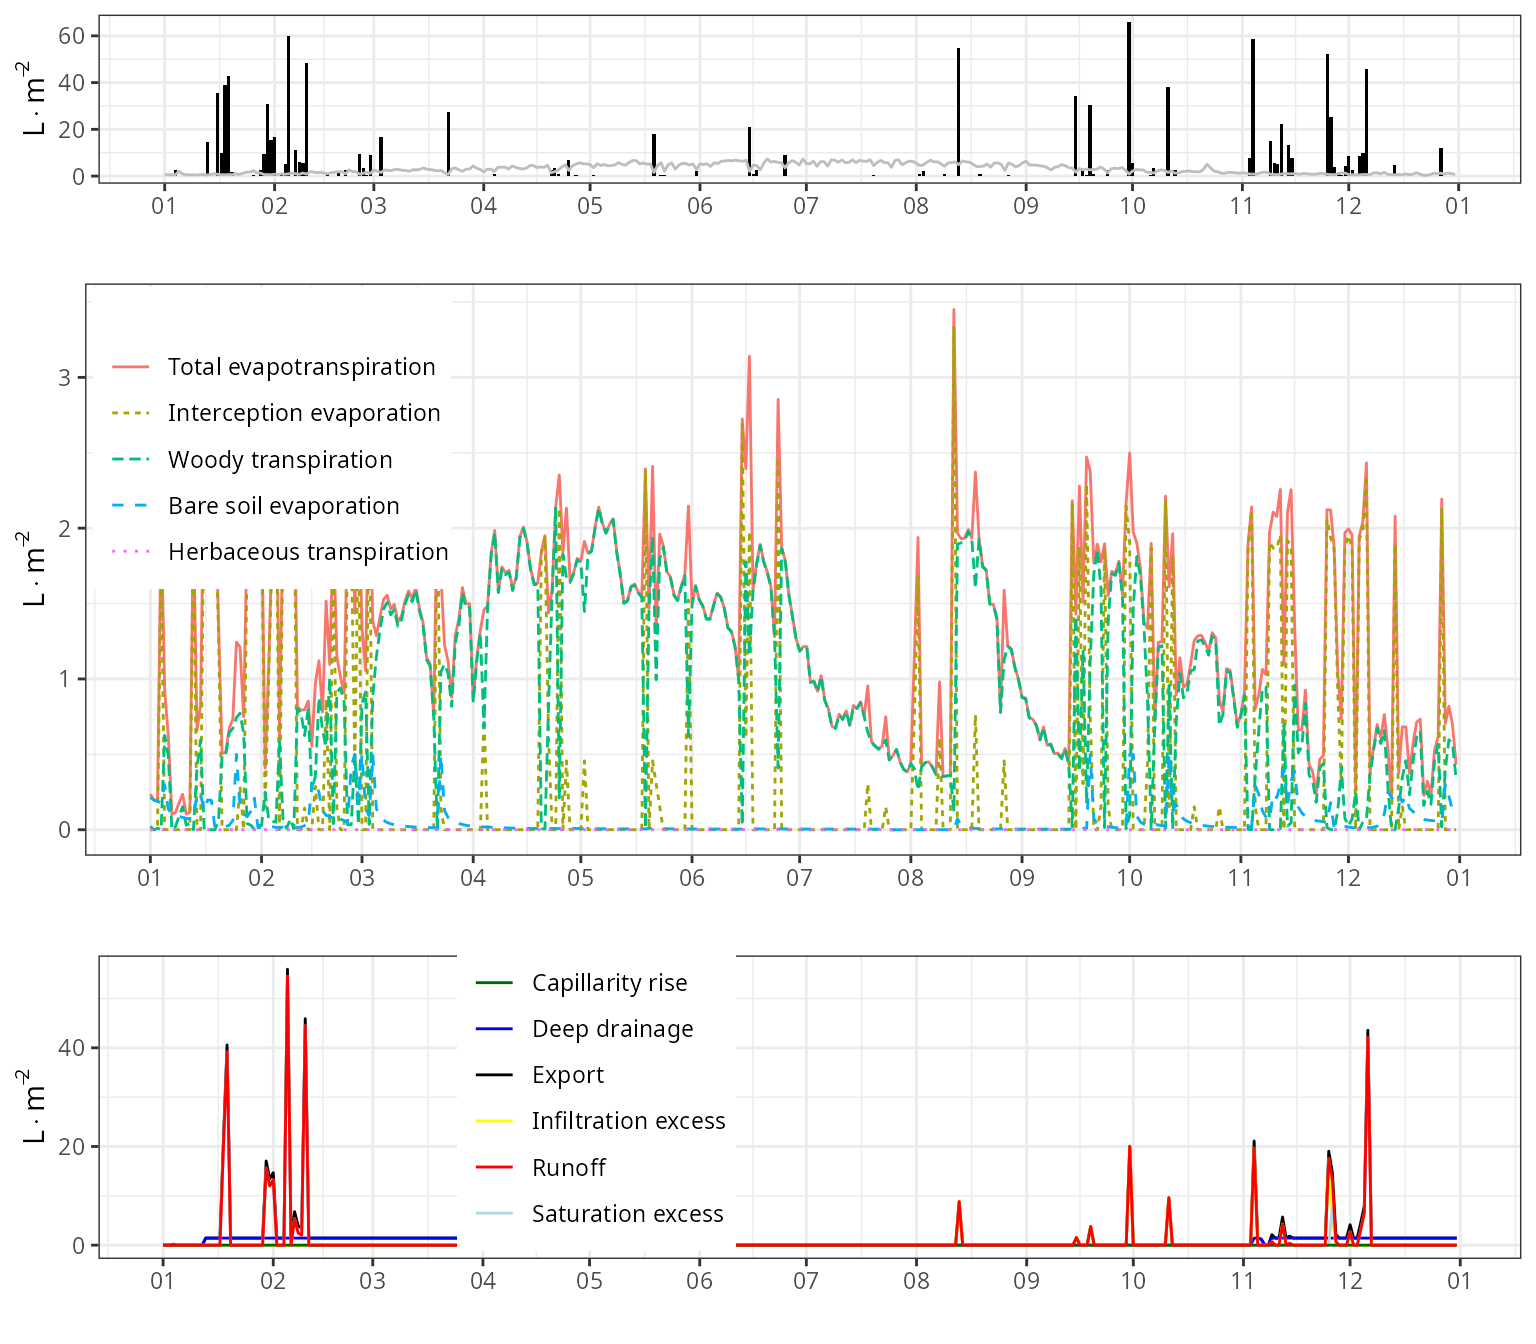 60
40
20
0
L · m⁻²
01 02 03 04 05 06 07 08 09 10 11 12 01
3
2
1
0
L · m⁻²
Total evapotranspiration
Interception evaporation
Woody transpiration
Bare soil evaporation
Herbaceous transpiration
01 02 03 04 05 06 07 08 09 10 11 12 01
40
20
0
L · m⁻²
Capillarity rise
Deep drainage
Export
Infiltration excess
Runoff
Saturation excess
01 02 03 04 05 06 07 08 09 10 11 12 01